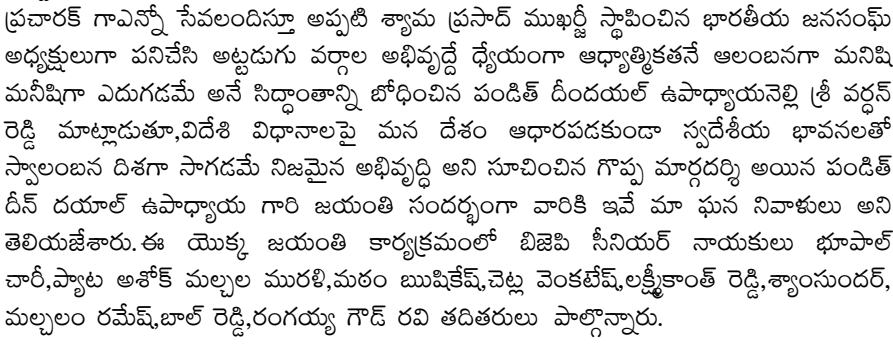 ప్రచారక్ గాఎన్నో సేవలందిస్తూ అప్పటి శ్యామ ప్రసాద్ ముఖర్జీ స్థాపించిన భారతీయ జనసంఘ్
అధ్యక్షులుగా పనిచేసి అట్టడుగు వర్గాల అభివృద్దే ధ్యేయంగా ఆధ్యాత్మికతనే ఆలంబనగా మనిషి
మనీషిగా ఎదుగడమే అనే సిద్ధాంతాన్ని బోధించిన పండిత్ దీందయల్ ఉపాధ్యాయనెల్లి శ్రీ వర్ధన్
రెడ్డి మాట్లాడుతూ,విదేశి విధానాలపై మన దేశం ఆధారపడకుండా స్వదేశీయ భావనలతో
స్వాలంబన దిశగా సాగడమే నిజమైన అభివృద్ధి అని సూచించిన గొప్ప మార్గదర్శి అయిన పండిత్
దీన్ దయాల్ ఉపాధ్యాయ గారి జయంతి సందర్భంగా వారికి ఇవే మా ఘన నివాళులు అని
తెలియజేశారు.ఈ యొక్క జయంతి కార్యక్రమంలో బిజెపి సీనియర్ నాయకులు భూపాల్
చారీ,ప్యాట అశోక్ మల్చల మురళి,మఠం ఋషికేష్,చెట్ల వెంకటేష్,లక్ష్మీకాంత్ రెడ్డి,శ్యాంసుందర్,
మల్చలం రమేష్,బాల్ రెడ్డి,రంగయ్య గౌడ్ రవి తదితరులు పాల్గొన్నారు.